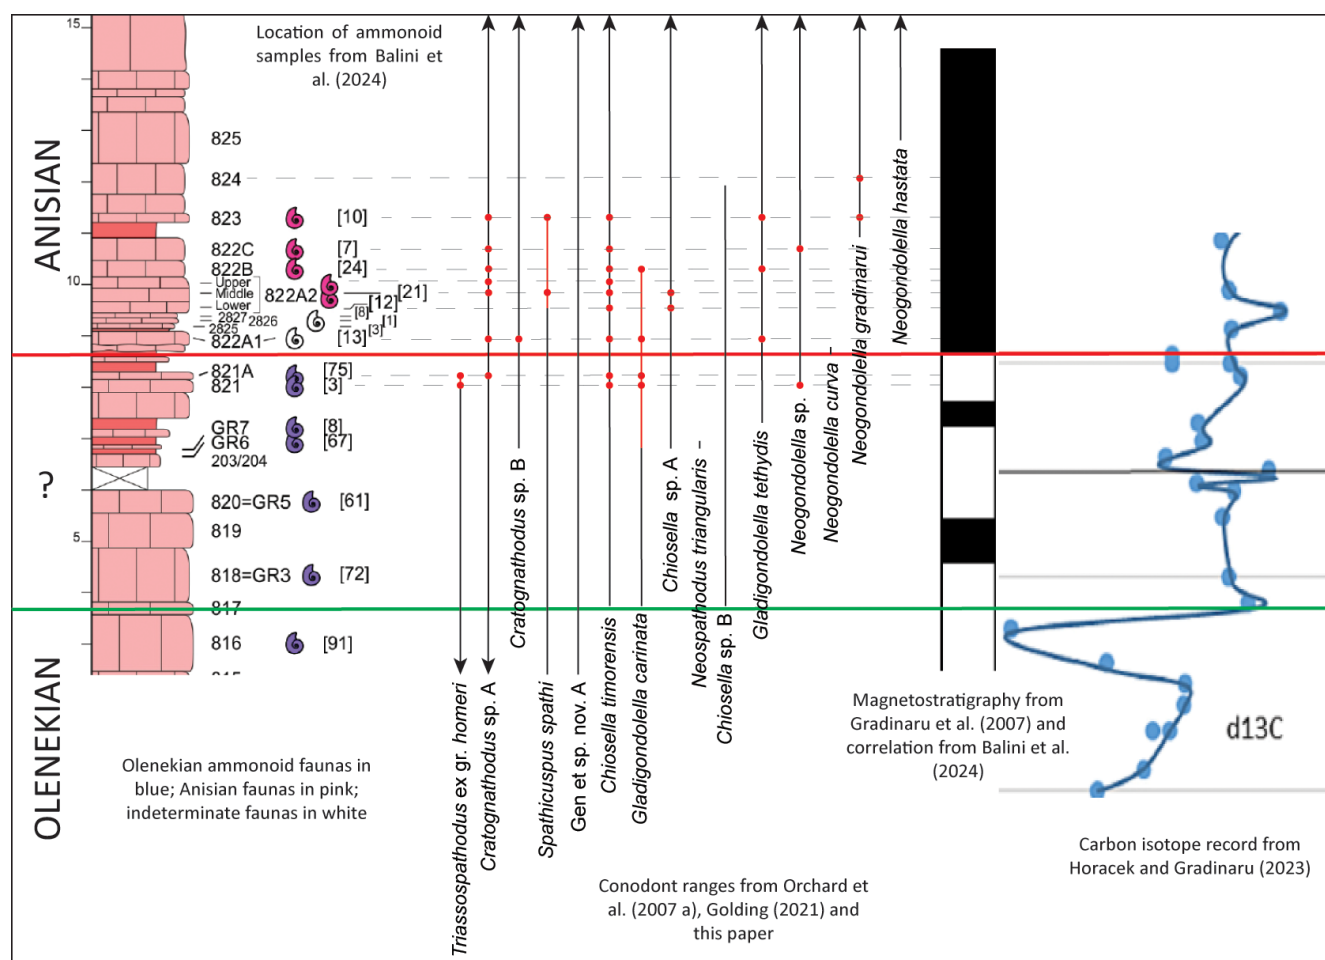 15
Location of ammonoid
samples from Balini et
al. (2024)
ANISIAN
825
824
823 [10]
822C [7]
822B [24]
10
Upper
Middle 822A2 [21]
Lower [12]
2827 2826 [8] [1]
2825
822A1 [13] [3]
821A [75]
821 [3]
GR7 [8]
GR6 [67]
203/204
?
820=GR5 [61]
819
5
818=GR3 [72]
817
816 [91]
OLENEKIAN
Triassospathodus ex gr. homeri
Cratognathodus sp. A
Cratognathodus sp. B
Spathicuspus spathi
Gen et sp. nov. A
Chiosella timorensis
Gladigondolella carinata
Chiosella sp. A
Neospathodus triangularis
Chiosella sp. B
Gladigondolella tethydis
Neogondolella sp.
Neogondolella curva
Neogondolella gradinarui
Neogondolella hastata
Olenekian ammonoid faunas in
blue; Anisian faunas in pink;
indeterminate faunas in white
Conodont ranges from Orchard et
al. (2007 a), Golding (2021) and
this paper
Magnetostratigraphy from
Gradinaru et al. (2007) and
correlation from Balini et al.
(2024)
d13C
Carbon isotope record from
Horacek and Gradinaru (2023)